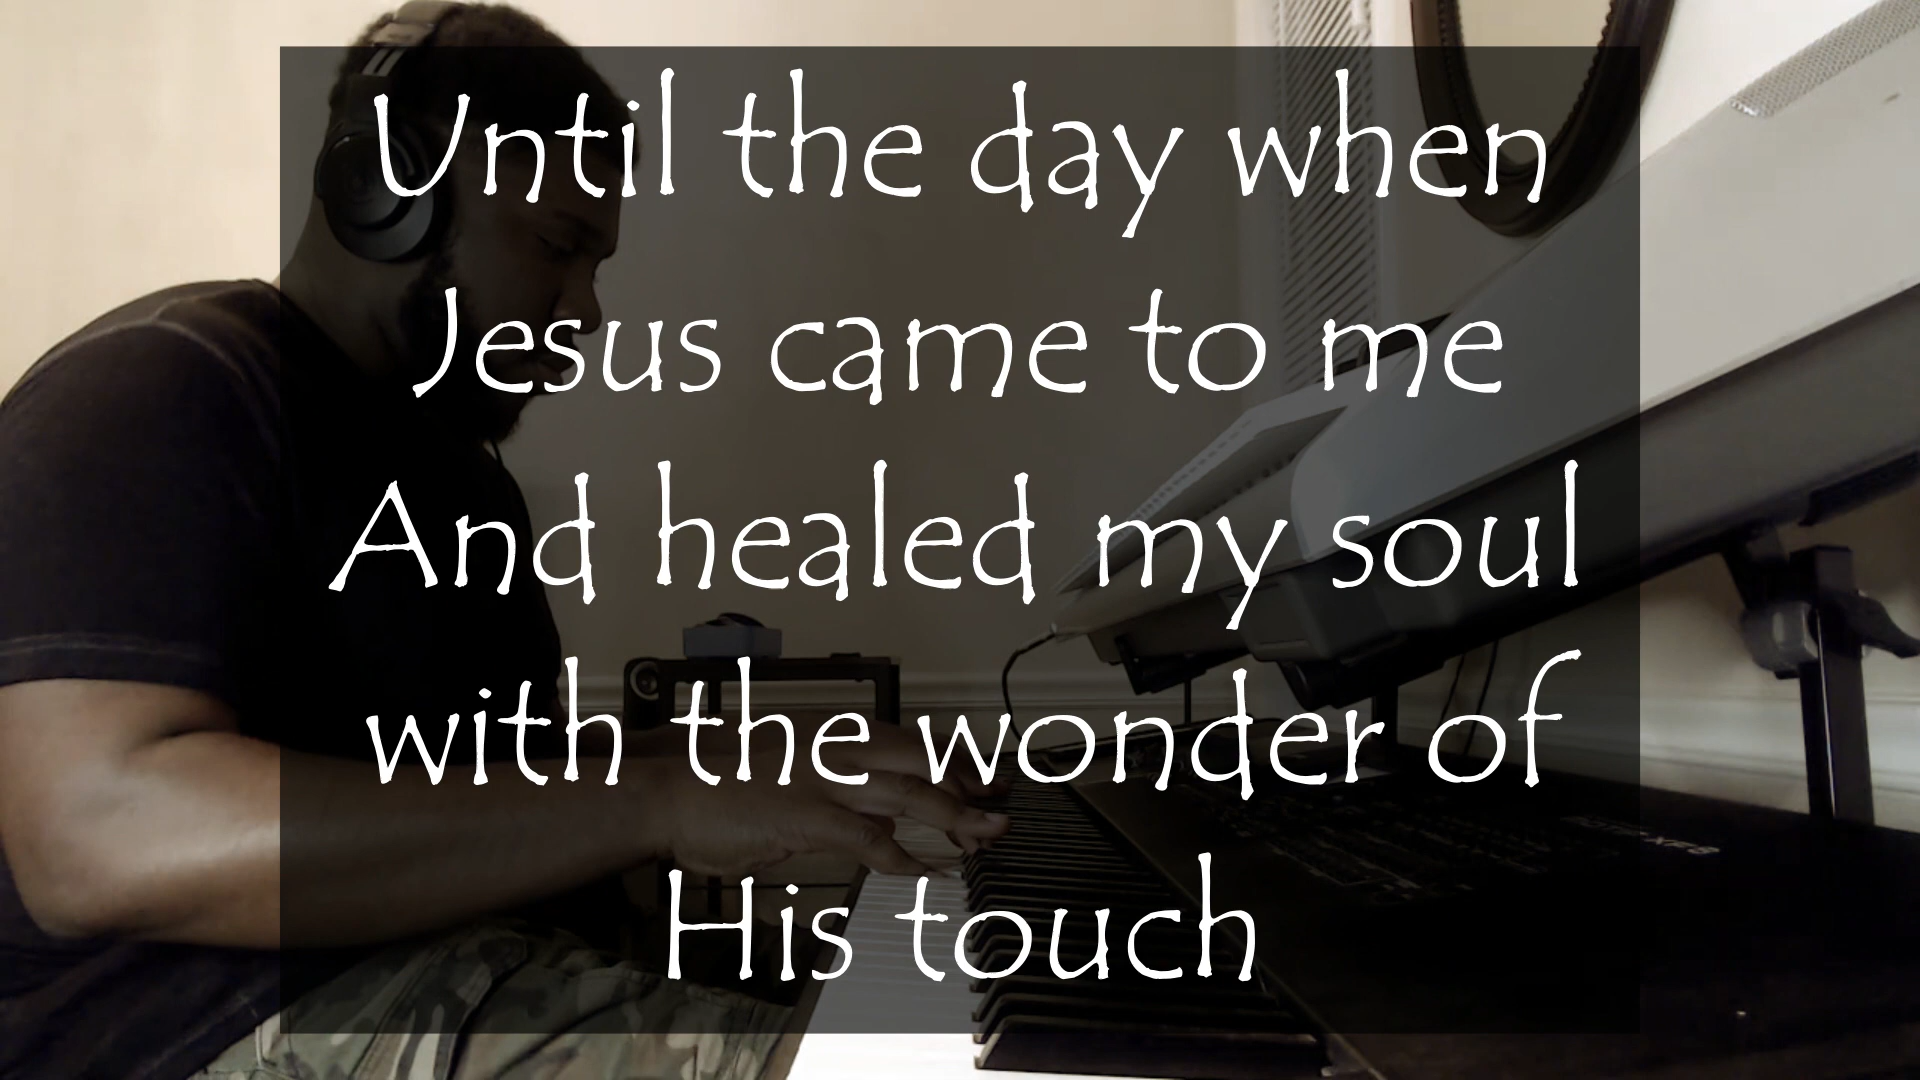 Until the day when
Jesus came to me
And healed my soul
with the wonder of
His touch